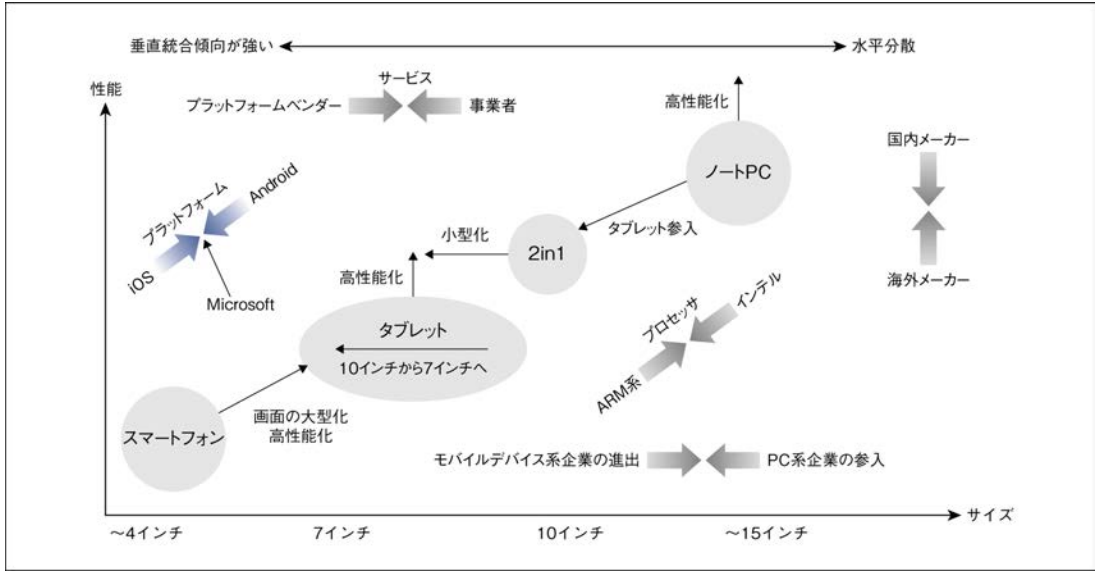 垂直統合傾向が強い
水平分散
性能
サービス
プラットフォームベンダー
事業者
高性能化
国内メーカー
ノートPC
プラットフォーム
Android
iOS
Microsoft
タブレット参入
小型化
2in1
海外メーカー
高性能化
タブレット
10インチから7インチへ
プロセッサ
インテル
ARM系
スマートフォン
画面の大型化
高性能化
モバイルデバイス系企業の進出
PC系企業の参入
サイズ
～4インチ
7インチ
10インチ
～15インチ